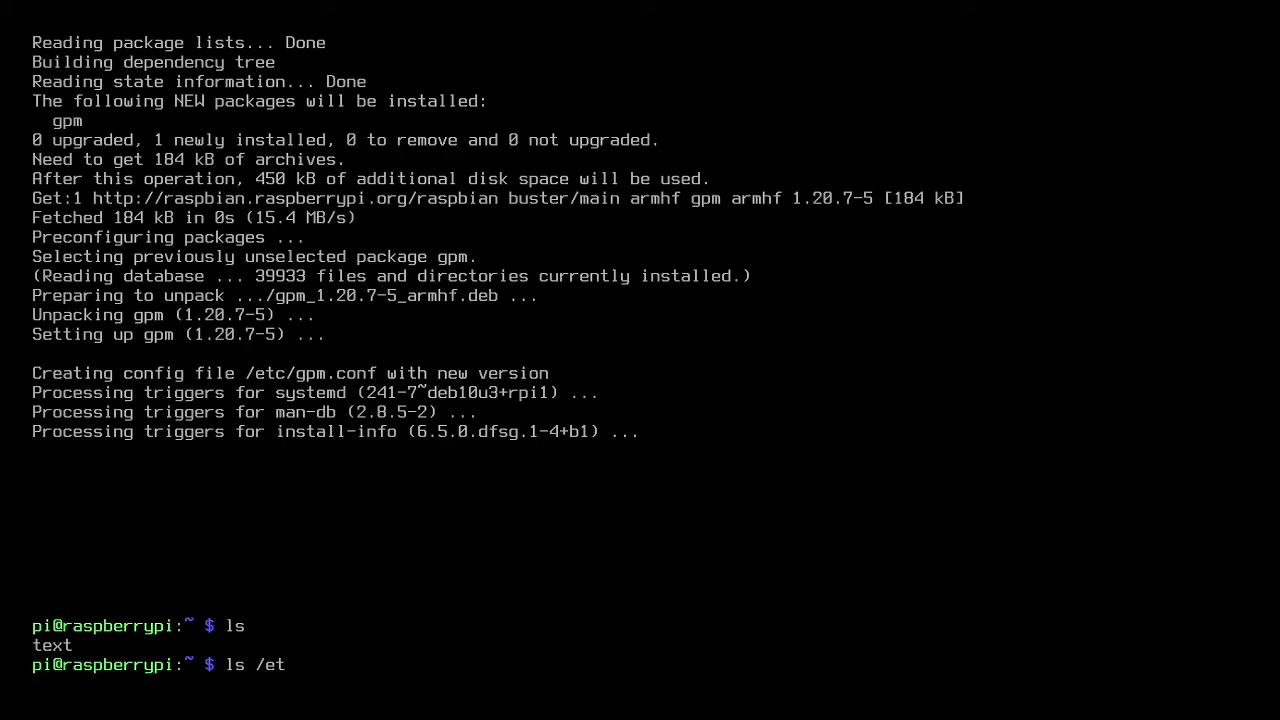 Reading package lists... Done
Building dependency tree
Reading state information... Done
The following NEW packages will be installed:
  gpm
0 upgraded, 1 newly installed, 0 to remove and 0 not upgraded.
Need to get 184 kB of archives.
After this operation, 450 kB of additional disk space will be used.
Get:1 http://raspbian.raspberrypi.org/raspbian buster/main armhf gpm armhf 1.20.7-5 [184 kB]
Fetched 184 kB in 0s (15.4 MB/s)
Preconfiguring packages ...
Selecting previously unselected package gpm.
(Reading database ... 39933 files and directories currently installed.)
Preparing to unpack .../gpm_1.20.7-5_armhf.deb ...
Unpacking gpm (1.20.7-5) ...
Setting up gpm (1.20.7-5) ...
Creating config file /etc/gpm.conf with new version
Processing triggers for systemd (241-7~deb10u3+rpi1) ...
Processing triggers for man-db (2.8.5-2) ...
Processing triggers for install-info (6.5.0.dfsg.1-4+b1) ...
pi@raspberrypi:~ $ ls
text
pi@raspberrypi:~ $ ls /et